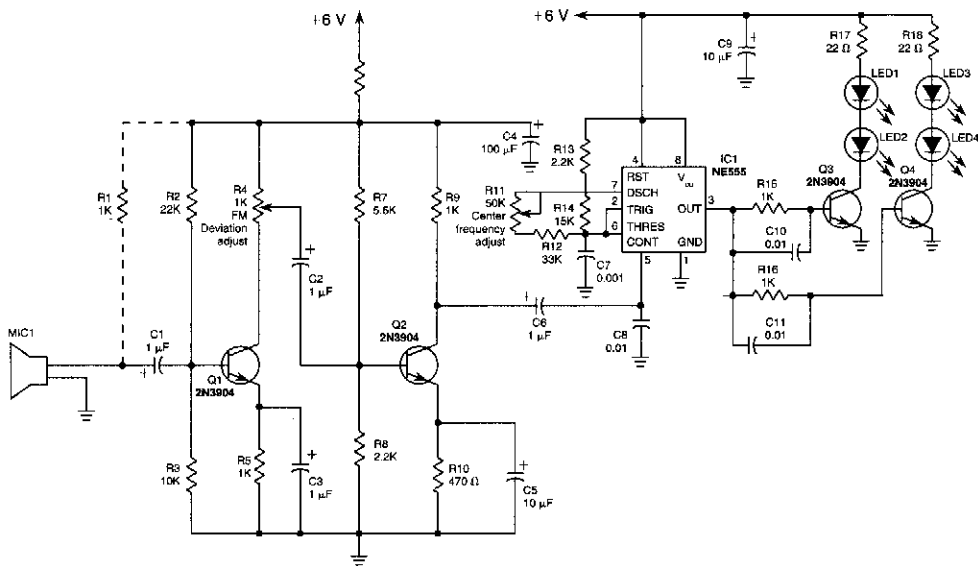 +6 V
+6 V
C9
10 µF
R17
22 Ω
R18
22 Ω
LED1
LED3
LED2
LED4
C4
100 µF
R13
2.2K
IC1
NE555
4
8
RST
7
DSCH
2
TRIG
6
THRES
CONT
OUT
3
GND
5
1
R1
1K
R2
22K
R4
1K
FM
Deviation
adjust
R7
5.6K
R9
1K
R11
50K
Center
frequency
adjust
R14
15K
R12
33K
C7
0.001
R15
1K
Q3
2N3904
Q4
2N3904
C10
0.01
R16
1K
C11
0.01
C2
1 µF
C6
1 µF
C8
0.01
MIC1
C1
1 µF
Q1
2N3904
Q2
2N3904
R3
10K
R5
1K
C3
1 µF
R8
2.2K
R10
470 Ω
C5
10 µF